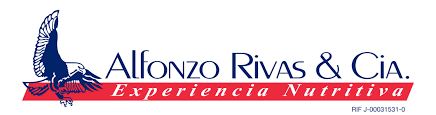 Alfonzo Rivas & Cia.
Experiencia Nutritiva
RIF J-00031531-0